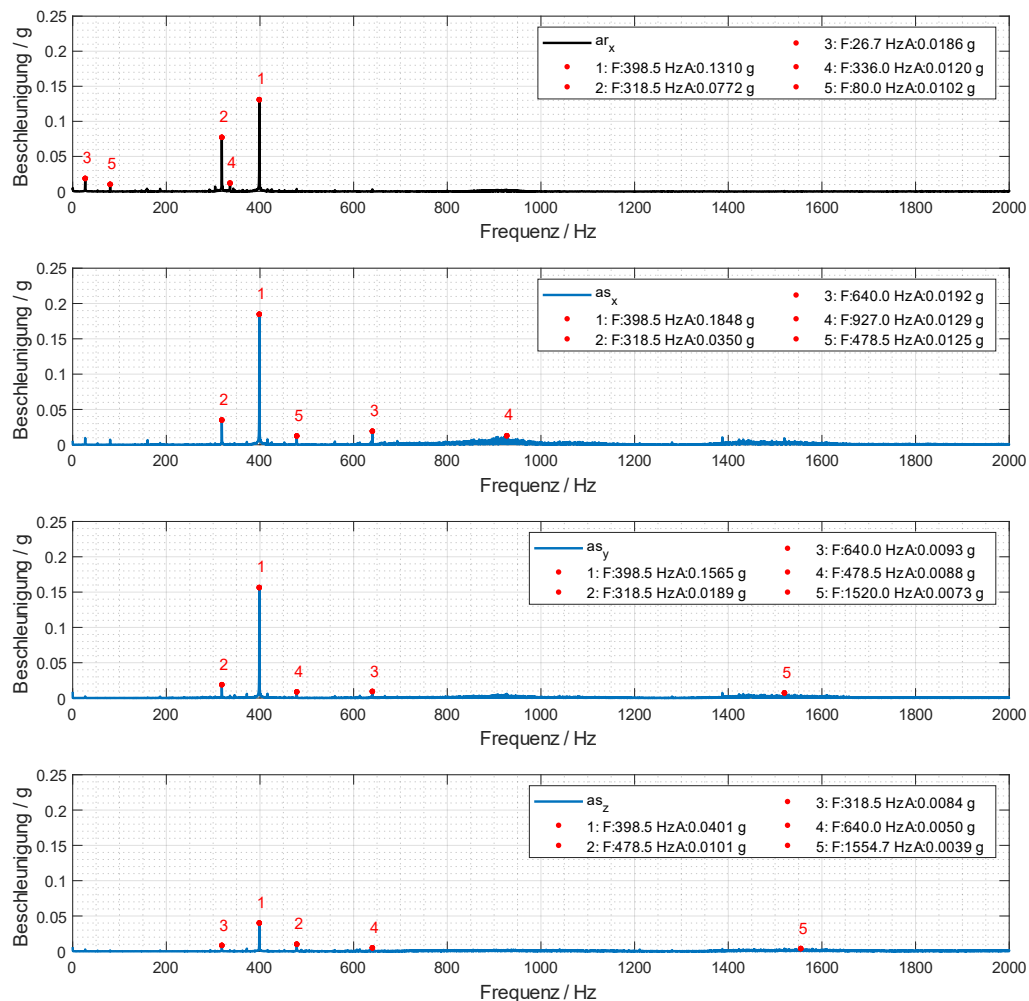 Beschleunigung / g
0.25
0.2
0.15
0.1
0.05
0
ar_x
1: F:398.5 HzA:0.1310 g
2: F:318.5 HzA:0.0772 g
3: F:26.7 HzA:0.0186 g
4: F:336.0 HzA:0.0120 g
5: F:80.0 HzA:0.0102 g
1
2
3
5
4
0 200 400 600 800 1000 1200 1400 1600 1800 2000
Frequenz / Hz
Beschleunigung / g
0.25
0.2
0.15
0.1
0.05
0
as_x
1: F:398.5 HzA:0.1848 g
2: F:318.5 HzA:0.0350 g
3: F:640.0 HzA:0.0192 g
4: F:927.0 HzA:0.0129 g
5: F:478.5 HzA:0.0125 g
1
2
5
3
4
0 200 400 600 800 1000 1200 1400 1600 1800 2000
Frequenz / Hz
Beschleunigung / g
0.25
0.2
0.15
0.1
0.05
0
as_y
1: F:398.5 HzA:0.1565 g
2: F:318.5 HzA:0.0189 g
3: F:640.0 HzA:0.0093 g
4: F:478.5 HzA:0.0088 g
5: F:1520.0 HzA:0.0073 g
1
2
4
3
5
0 200 400 600 800 1000 1200 1400 1600 1800 2000
Frequenz / Hz
Beschleunigung / g
0.25
0.2
0.15
0.1
0.05
0
as_z
1: F:398.5 HzA:0.0401 g
2: F:478.5 HzA:0.0101 g
3: F:318.5 HzA:0.0084 g
4: F:640.0 HzA:0.0050 g
5: F:1554.7 HzA:0.0039 g
3
1
2
4
5
0 200 400 600 800 1000 1200 1400 1600 1800 2000
Frequenz / Hz